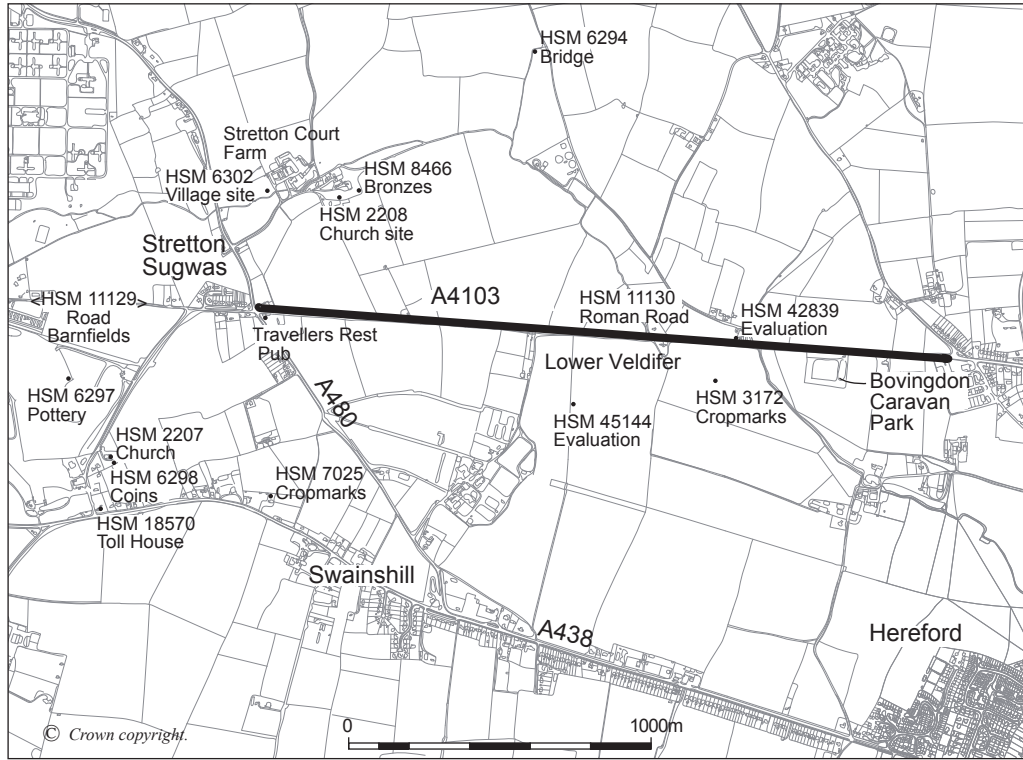 HSM 6294
Bridge
Stretton Court
Farm
HSM 6302
Village site
HSM 8466
Bronzes
HSM 2208
Church site
Stretton
Sugwas
A4103
<HSM 11129>
Road
Barnfields
HSM 11130
Roman Road
HSM 42839
Evaluation
Travellers Rest
Pub
Lower Veldifer
HSM 6297
Pottery
A480
HSM 45144
Evaluation
HSM 3172
Cropmarks
Bovingdon
Caravan
Park
HSM 2207
Church
HSM 6298
Coins
HSM 7025
Cropmarks
HSM 18570
Toll House
Swainshill
A438
Hereford
© Crown copyright.
0
1000m